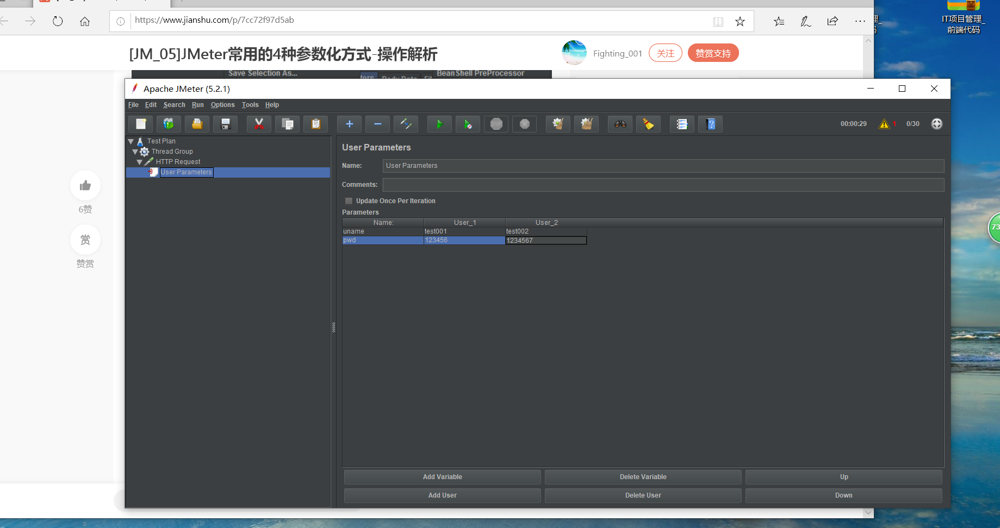 IT项目管理_
前端代码
https://www.jianshu.com/p/7cc72f97d5ab
[JM_05]JMeter常用的4种参数化方式-操作解析
Fighting_001
关注
赞赏支持
Save Selection As...
BeanShell PreProcessor
Apache JMeter (5.2.1)
File Edit Search Run Options Tools Help
00:00:29
1
0/30
Test Plan
Thread Group
HTTP Request
User Parameters
User Parameters
Name: User Parameters
Comments:
Update Once Per Iteration
Parameters
Name: User_1 User_2
uname test001 test002
pwd 123456 1234567
Add Variable Delete Variable Up
Add User Delete User Down
6赞
赏
赞赏
73